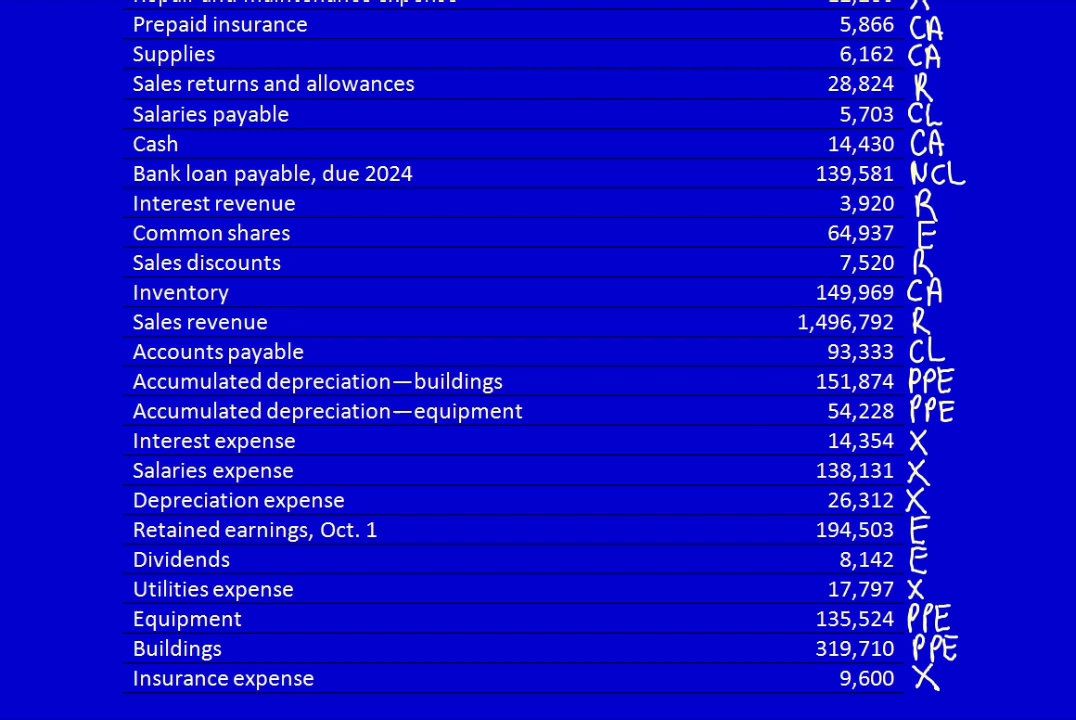 Repair and maintenance expense X
Prepaid insurance 5,866 CA
Supplies 6,162 CA
Sales returns and allowances 28,824 R
Salaries payable 5,703 CL
Cash 14,430 CA
Bank loan payable, due 2024 139,581 NCL
Interest revenue 3,920 R
Common shares 64,937 E
Sales discounts 7,520 R
Inventory 149,969 CA
Sales revenue 1,496,792 R
Accounts payable 93,333 CL
Accumulated depreciation—buildings 151,874 PPE
Accumulated depreciation—equipment 54,228 PPE
Interest expense 14,354 X
Salaries expense 138,131 X
Depreciation expense 26,312 X
Retained earnings, Oct. 1 194,503 E
Dividends 8,142 E
Utilities expense 17,797 X
Equipment 135,524 PPE
Buildings 319,710 PPE
Insurance expense 9,600 X